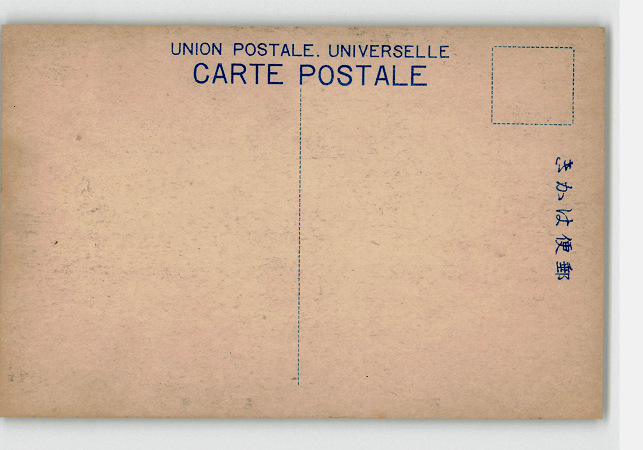 UNION POSTALE. UNIVERSELLE
CARTE POSTALE
きかは便郵